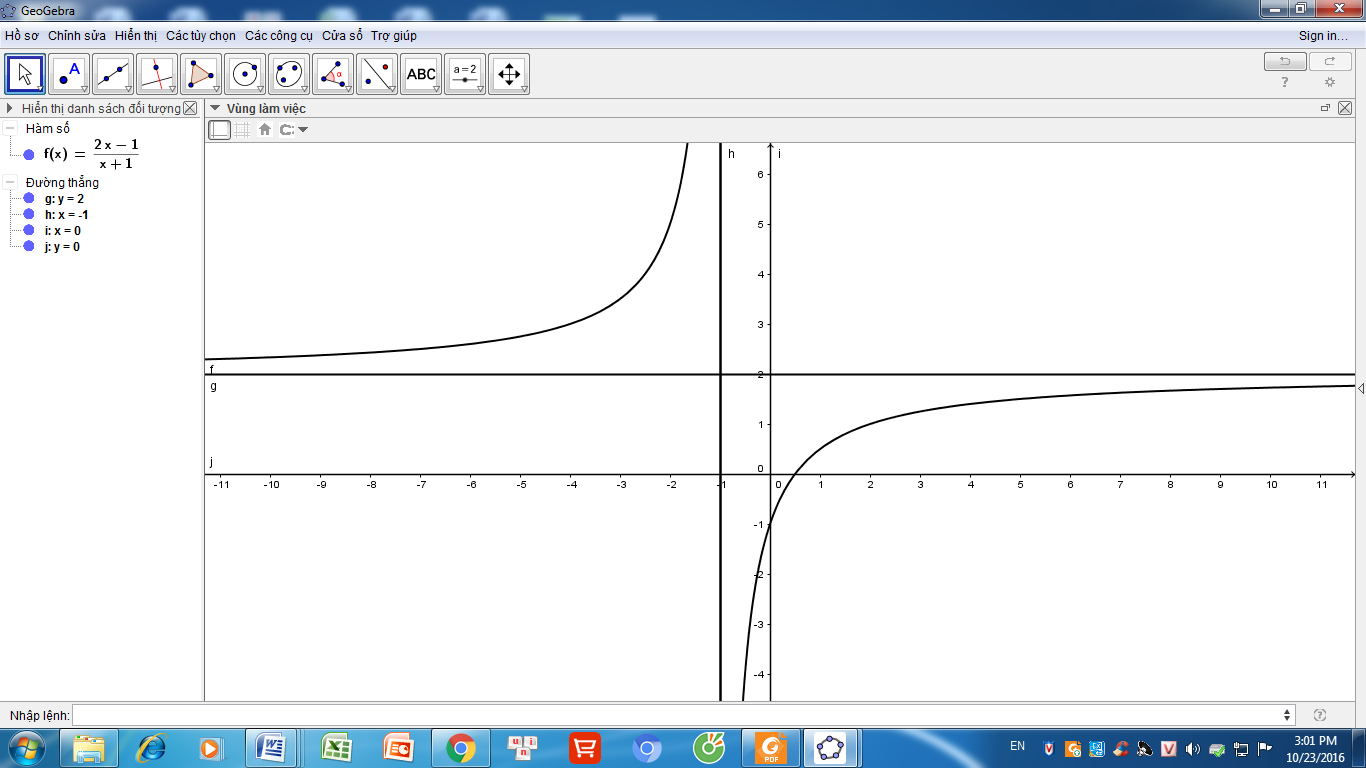 GeoGebra
Hồ sơ Chỉnh sửa Hiển thị Các tùy chọn Các công cụ Cửa sổ Trợ giúp Sign in...
A α ABC a = 2
Hiển thị danh sách đối tượng
Vùng làm việc
Hàm số
f(x) = (2 x − 1)/(x + 1)
Đường thẳng
g: y = 2
h: x = -1
i: x = 0
j: y = 0
h i
6
5
4
3
2
f
g
1
j 0
-11 -10 -9 -8 -7 -6 -5 -4 -3 -2 -1 0 1 2 3 4 5 6 7 8 9 10 11
-1
-2
-3
-4
Nhập lệnh:
EN
3:01 PM
10/23/2016
PDF